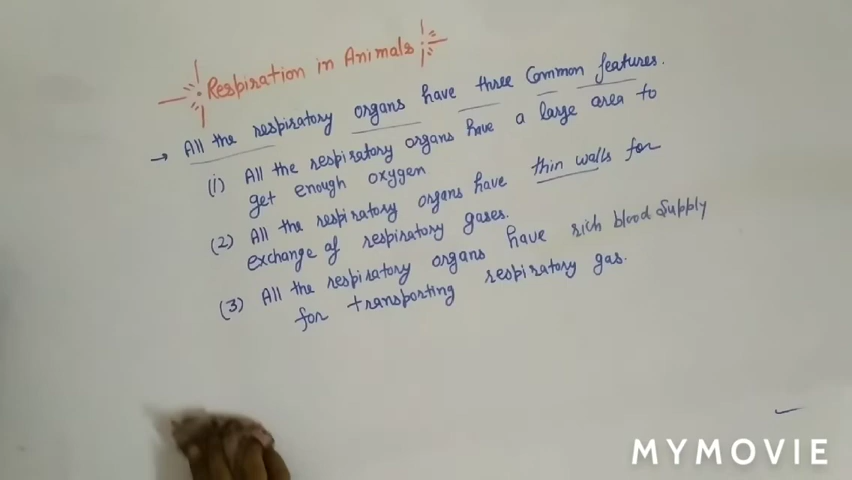 Respiration in Animals
→ All the respiratory organs have three Common features.
(i) All the respiratory organs have a large area to
get enough oxygen
(2) All the respiratory organs have thin walls for
exchange of respiratory gases.
(3) All the respiratory organs have rich blood Supply
for transporting respiratory gas.
MYMOVIE